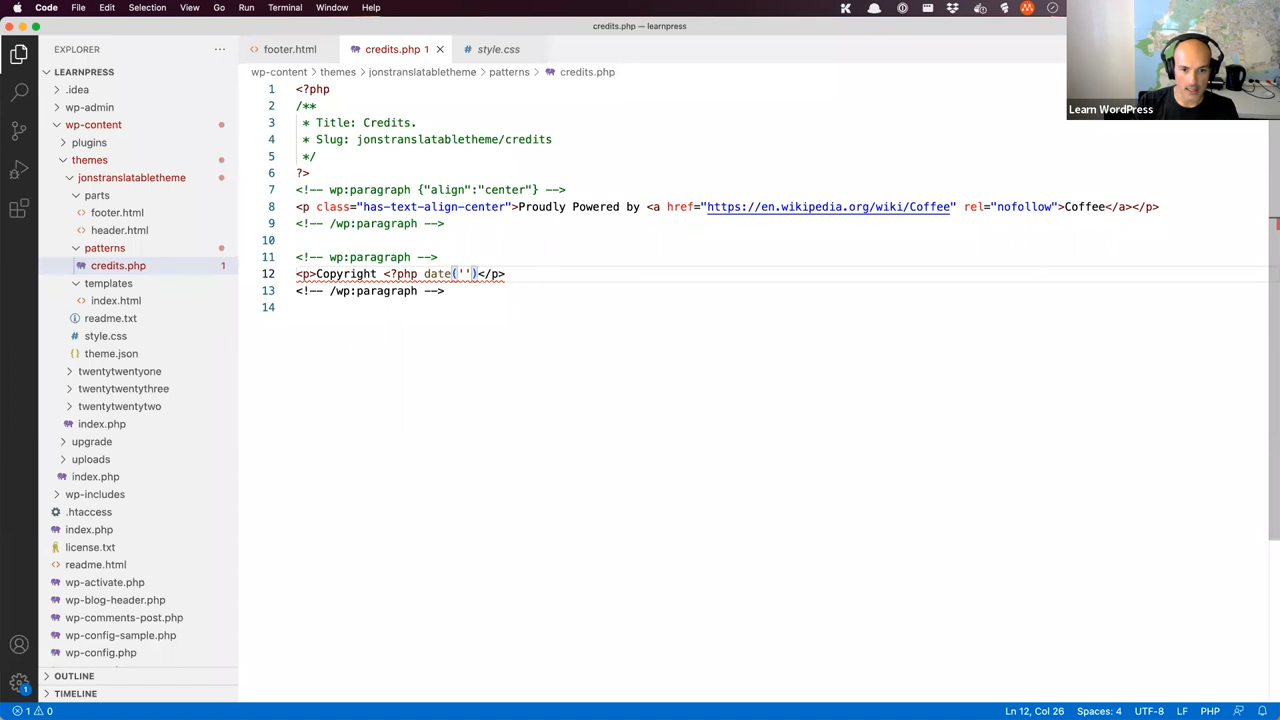 Code File Edit Selection View Go Run Terminal Window Help
credits.php — learnpress
EXPLORER
footer.html credits.php 1 style.css
LEARNPRESS
wp-content themes jonstranslatabletheme patterns credits.php
.idea
wp-admin
wp-content
plugins
themes
jonstranslatabletheme
parts
footer.html
header.html
patterns
credits.php 1
templates
index.html
readme.txt
style.css
theme.json
twentytwentyone
twentytwentythree
twentytwentytwo
index.php
upgrade
uploads
index.php
wp-includes
.htaccess
index.php
license.txt
readme.html
wp-activate.php
wp-blog-header.php
wp-comments-post.php
wp-config-sample.php
wp-config.php
OUTLINE
TIMELINE
1 <?php
2 /**
3 * Title: Credits.
4 * Slug: jonstranslatabletheme/credits
5 */
6 ?>
7 <!-- wp:paragraph {"align":"center"} -->
8 <p class="has-text-align-center">Proudly Powered by <a href="https://en.wikipedia.org/wiki/Coffee" rel="nofollow">Coffee</a></p>
9 <!-- /wp:paragraph -->
10
11 <!-- wp:paragraph -->
12 <p>Copyright <?php date('')</p>
13 <!-- /wp:paragraph -->
14
Learn WordPress
1 0 Ln 12, Col 26 Spaces: 4 UTF-8 LF PHP
1